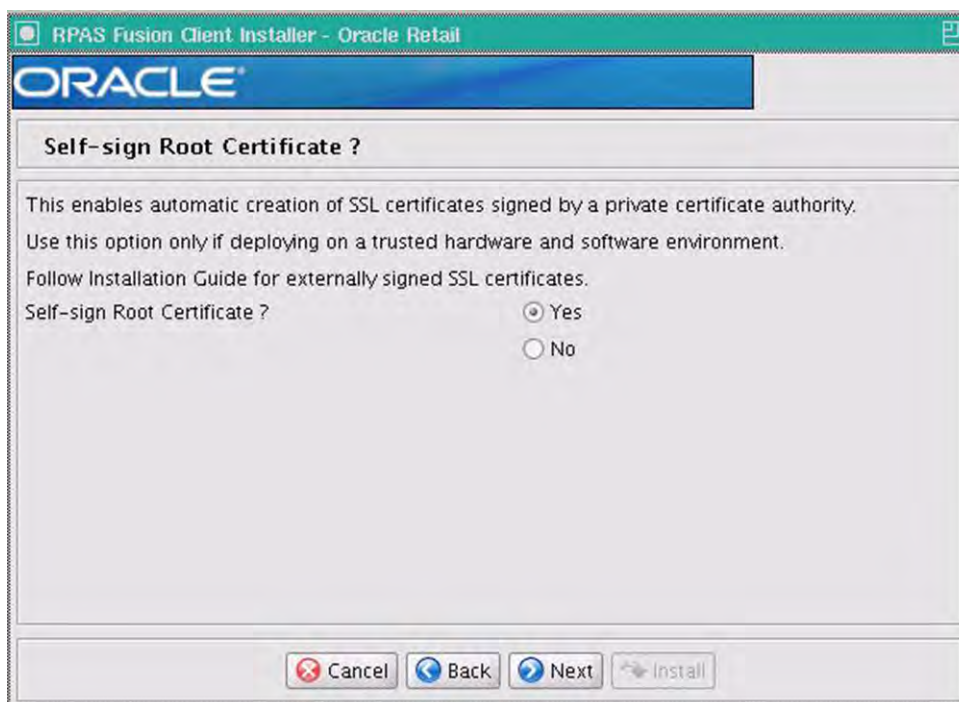 RPAS Fusion Client Installer - Oracle Retail
ORACLE®
Self-sign Root Certificate ?
This enables automatic creation of SSL certificates signed by a private certificate authority.
Use this option only if deploying on a trusted hardware and software environment.
Follow Installation Guide for externally signed SSL certificates.
Self-sign Root Certificate ? Yes
No
Cancel Back Next Install